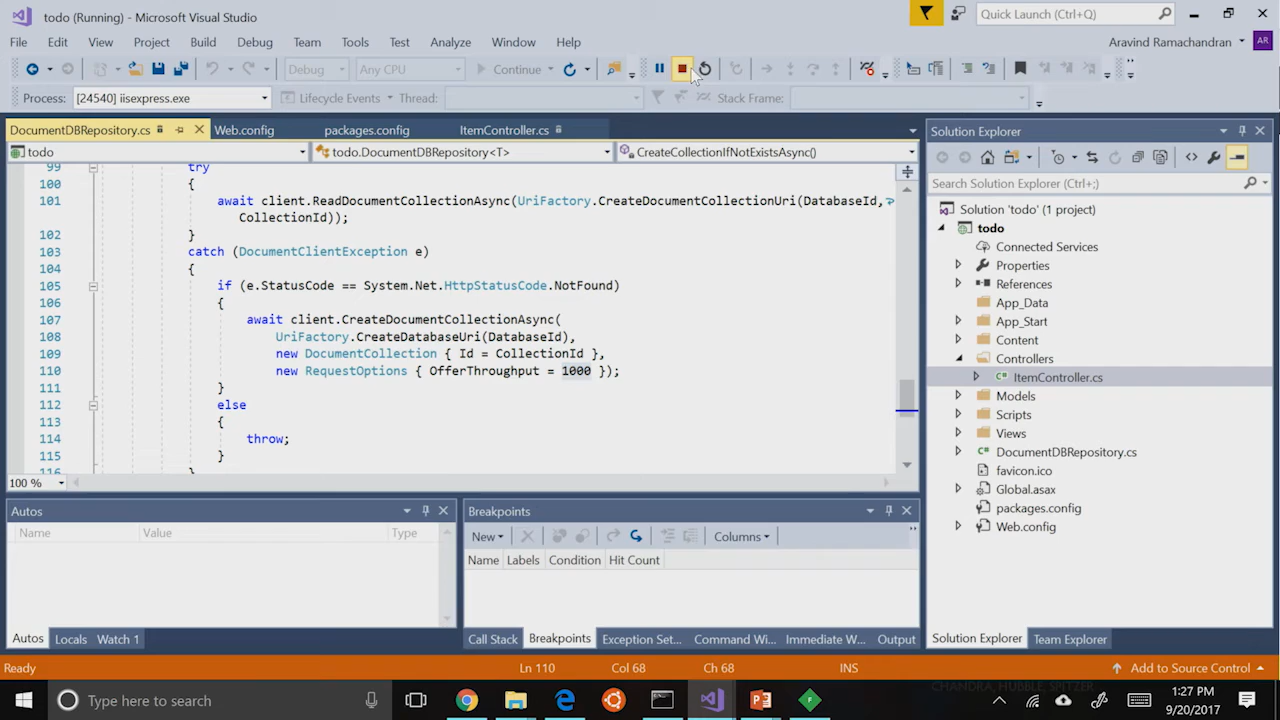 todo (Running) - Microsoft Visual Studio
Quick Launch (Ctrl+Q)
File Edit View Project Build Debug Team Tools Test Analyze Window Help
Aravind Ramachandran AR
Debug Any CPU Continue
Process: [24540] iisexpress.exe Lifecycle Events Thread: Stack Frame:
DocumentDBRepository.cs Web.config packages.config ItemController.cs
todo todo.DocumentDBRepository<T> CreateCollectionIfNotExistsAsync()
99 try
100 {
101 await client.ReadDocumentCollectionAsync(UriFactory.CreateDocumentCollectionUri(DatabaseId,
CollectionId));
102 }
103 catch (DocumentClientException e)
104 {
105 if (e.StatusCode == System.Net.HttpStatusCode.NotFound)
106 {
107 await client.CreateDocumentCollectionAsync(
108 UriFactory.CreateDatabaseUri(DatabaseId),
109 new DocumentCollection { Id = CollectionId },
110 new RequestOptions { OfferThroughput = 1000 });
111 }
112 else
113 {
114 throw;
115 }
116 }
100 %
Solution Explorer
Search Solution Explorer (Ctrl+;)
Solution 'todo' (1 project)
todo
Connected Services
Properties
References
App_Data
App_Start
Content
Controllers
C# ItemController.cs
Models
Scripts
Views
C# DocumentDBRepository.cs
favicon.ico
Global.asax
packages.config
Web.config
Solution Explorer Team Explorer
Autos
Name Value Type
Autos Locals Watch 1
Breakpoints
New Columns
Name Labels Condition Hit Count
Call Stack Breakpoints Exception Set... Command Wi... Immediate W... Output
Ready Ln 110 Col 68 Ch 68 INS Add to Source Control
Type here to search
CHANDRA, HUBBLE, SPITZER
1:27 PM
9/20/2017